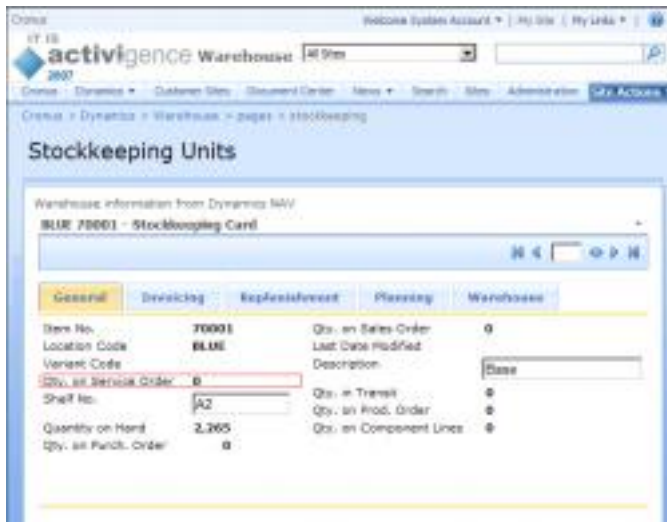 Cronus Welcome System Account | My Site | My Links
IT IS
activigence Warehouse All Sites
2007
Cronus Dynamics Customer Sites Document Center News Search Sites Administration Site Actions
Cronus > Dynamics > Warehouse > pages > stockkeeping
Stockkeeping Units
Warehouse information from Dynamics NAV
BLUE 70001 - Stockkeeping Card
General Invoicing Replenishment Planning Warehouse
Item No. 70001 Qty. on Sales Order 0
Location Code BLUE Last Date Modified
Variant Code Description Base
Qty. on Service Order 0
Shelf No. A2 Qty. in Transit 0
Qty. on Prod. Order 0
Quantity on Hand 2,265 Qty. on Component Lines 0
Qty. on Purch. Order 0